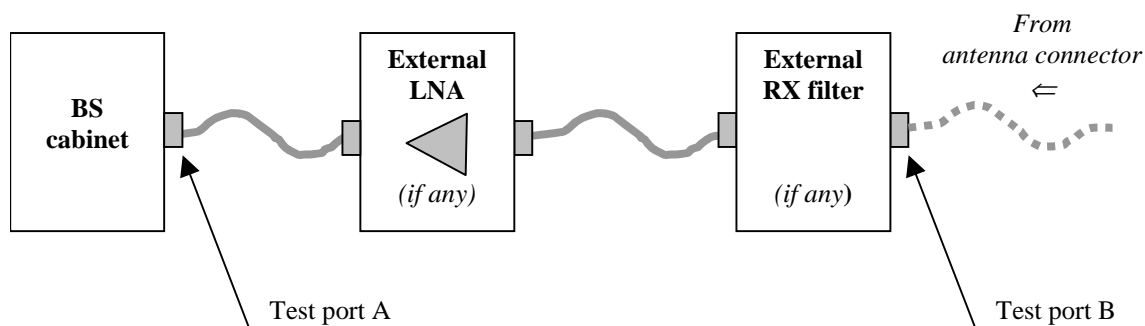 BS
cabinet
External
LNA
(if any)
External
RX filter
(if any)
From
antenna connector
⇐
Test port A
Test port B